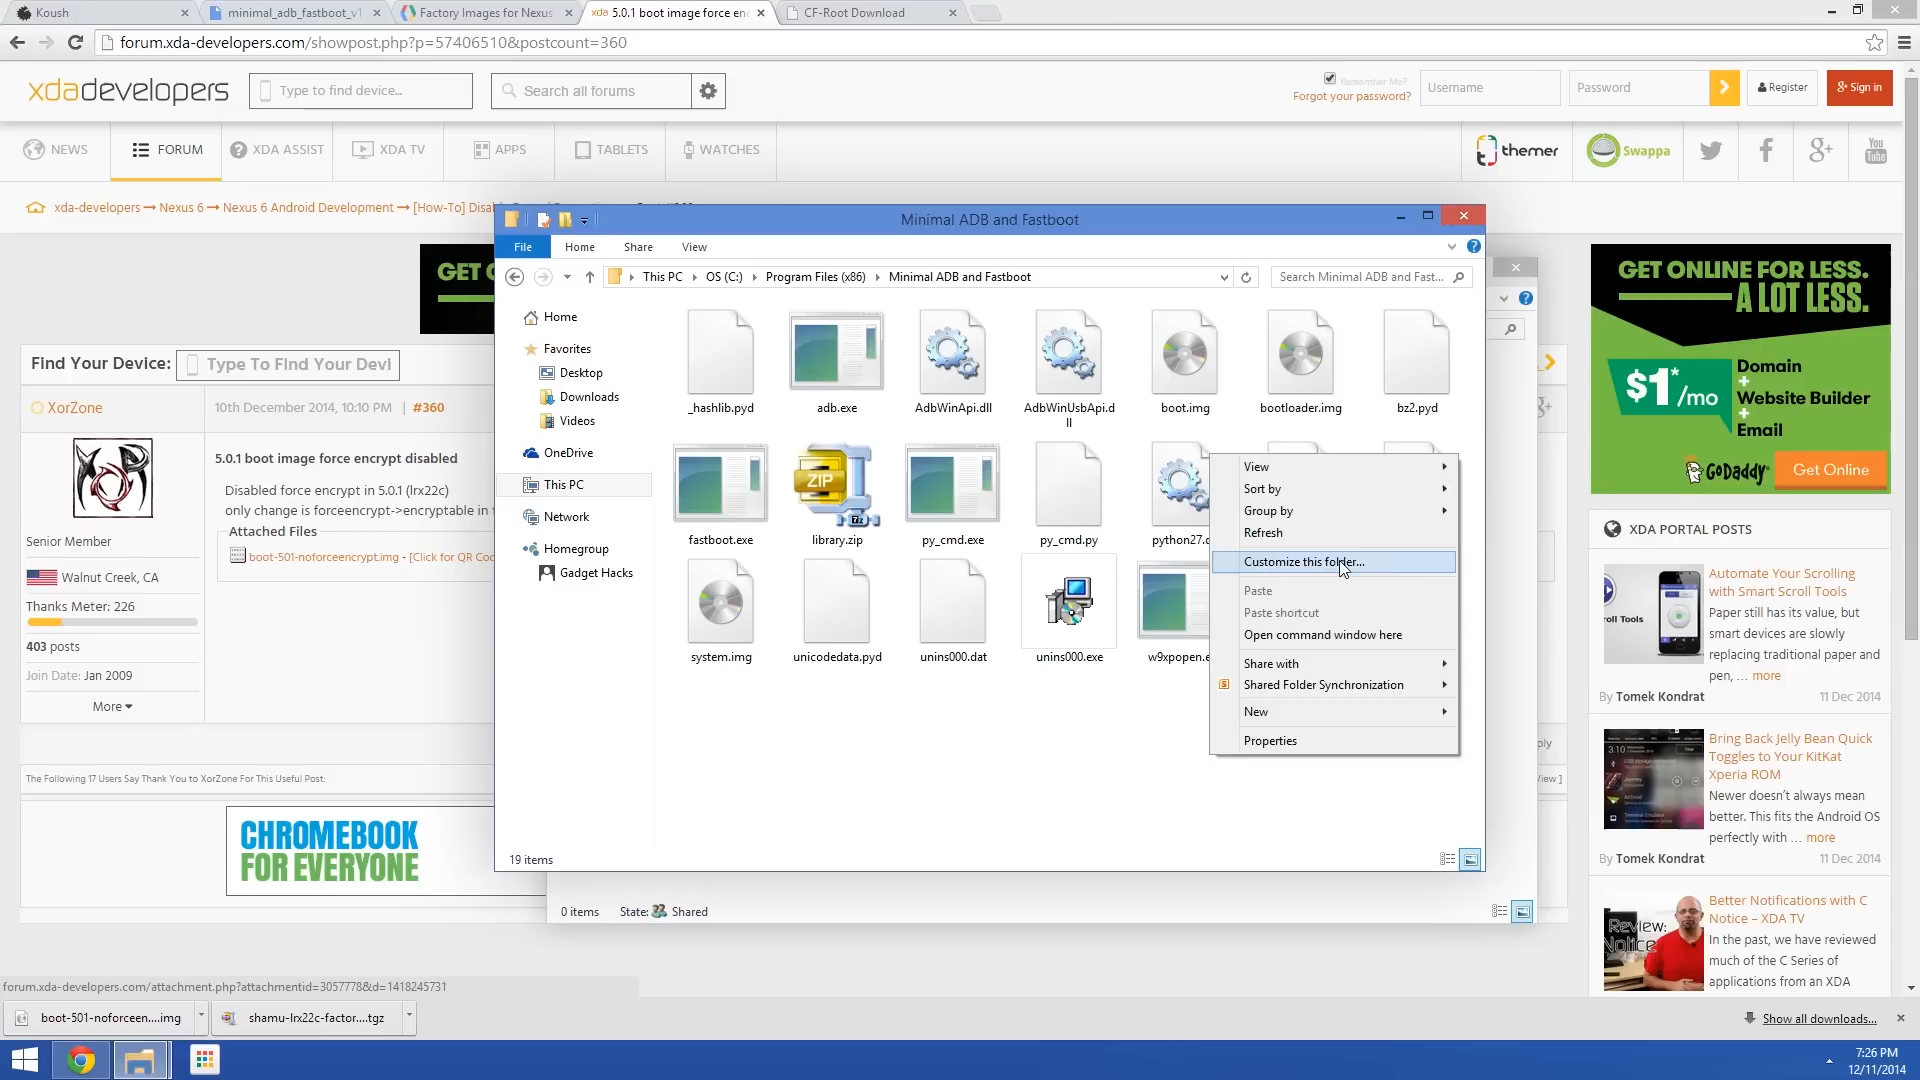 Koush
minimal_adb_fastboot_v1
Factory Images for Nexus
xda 5.0.1 boot image force en
CF-Root Download
forum.xda-developers.com/showpost.php?p=57406510&postcount=360
xdadevelopers
Type to find device...
Search all forums
Remember Me?
Forgot your password?
Username
Password
Register
Sign in
NEWS
FORUM
XDA ASSIST
XDA TV
APPS
TABLETS
WATCHES
themer
Swappa
You Tube
xda-developers → Nexus 6 → Nexus 6 Android Development → [How-To] Disa
Minimal ADB and Fastboot
File
Home
Share
View
This PC
OS (C:)
Program Files (x86)
Minimal ADB and Fastboot
Search Minimal ADB and Fast...
Home
Favorites
Desktop
Downloads
Videos
OneDrive
This PC
Network
Homegroup
Gadget Hacks
_hashlib.pyd
adb.exe
AdbWinApi.dll
AdbWinUsbApi.d
ll
boot.img
bootloader.img
bz2.pyd
fastboot.exe
ZIP
library.zip
py_cmd.exe
py_cmd.py
python27.d
system.img
unicodedata.pyd
unins000.dat
unins000.exe
w9xpopen.e
19 items
View
Sort by
Group by
Refresh
Customize this folder...
Paste
Paste shortcut
Open command window here
Share with
Shared Folder Synchronization
New
Properties
0 items
State:
Shared
GET O
Find Your Device:
Type To FInd Your Devi
XorZone
10th December 2014, 10:10 PM | #360
5.0.1 boot image force encrypt disabled
Disabled force encrypt in 5.0.1 (lrx22c)
only change is forceencrypt->encryptable in
Attached Files
boot-501-noforceencrypt.img - [Click for QR Co
Senior Member
Walnut Creek, CA
Thanks Meter: 226
403 posts
Join Date: Jan 2009
More
ply
The Following 17 Users Say Thank You to XorZone For This Useful Post:
view ]
CHROMEBOOK
FOR EVERYONE
GET ONLINE FOR LESS.
A LOT LESS.
$1*/mo
Domain
+
Website Builder
+
Email
GoDaddy
Get Online
XDA PORTAL POSTS
roll Tools
Automate Your Scrolling
with Smart Scroll Tools
Paper still has its value, but
smart devices are slowly
replacing traditional paper and
pen, … more
By Tomek Kondrat
11 Dec 2014
Bring Back Jelly Bean Quick
Toggles to Your KitKat
Xperia ROM
Newer doesn't always mean
better. This fits the Android OS
perfectly with … more
By Tomek Kondrat
11 Dec 2014
Review:
Notice
Better Notifications with C
Notice – XDA TV
In the past, we have reviewed
much of the C Series of
applications from an XDA
forum.xda-developers.com/attachment.php?attachmentid=3057778&d=1418245731
boot-501-noforceen....img
shamu-lrx22c-factor....tgz
Show all downloads...
7:26 PM
12/11/2014